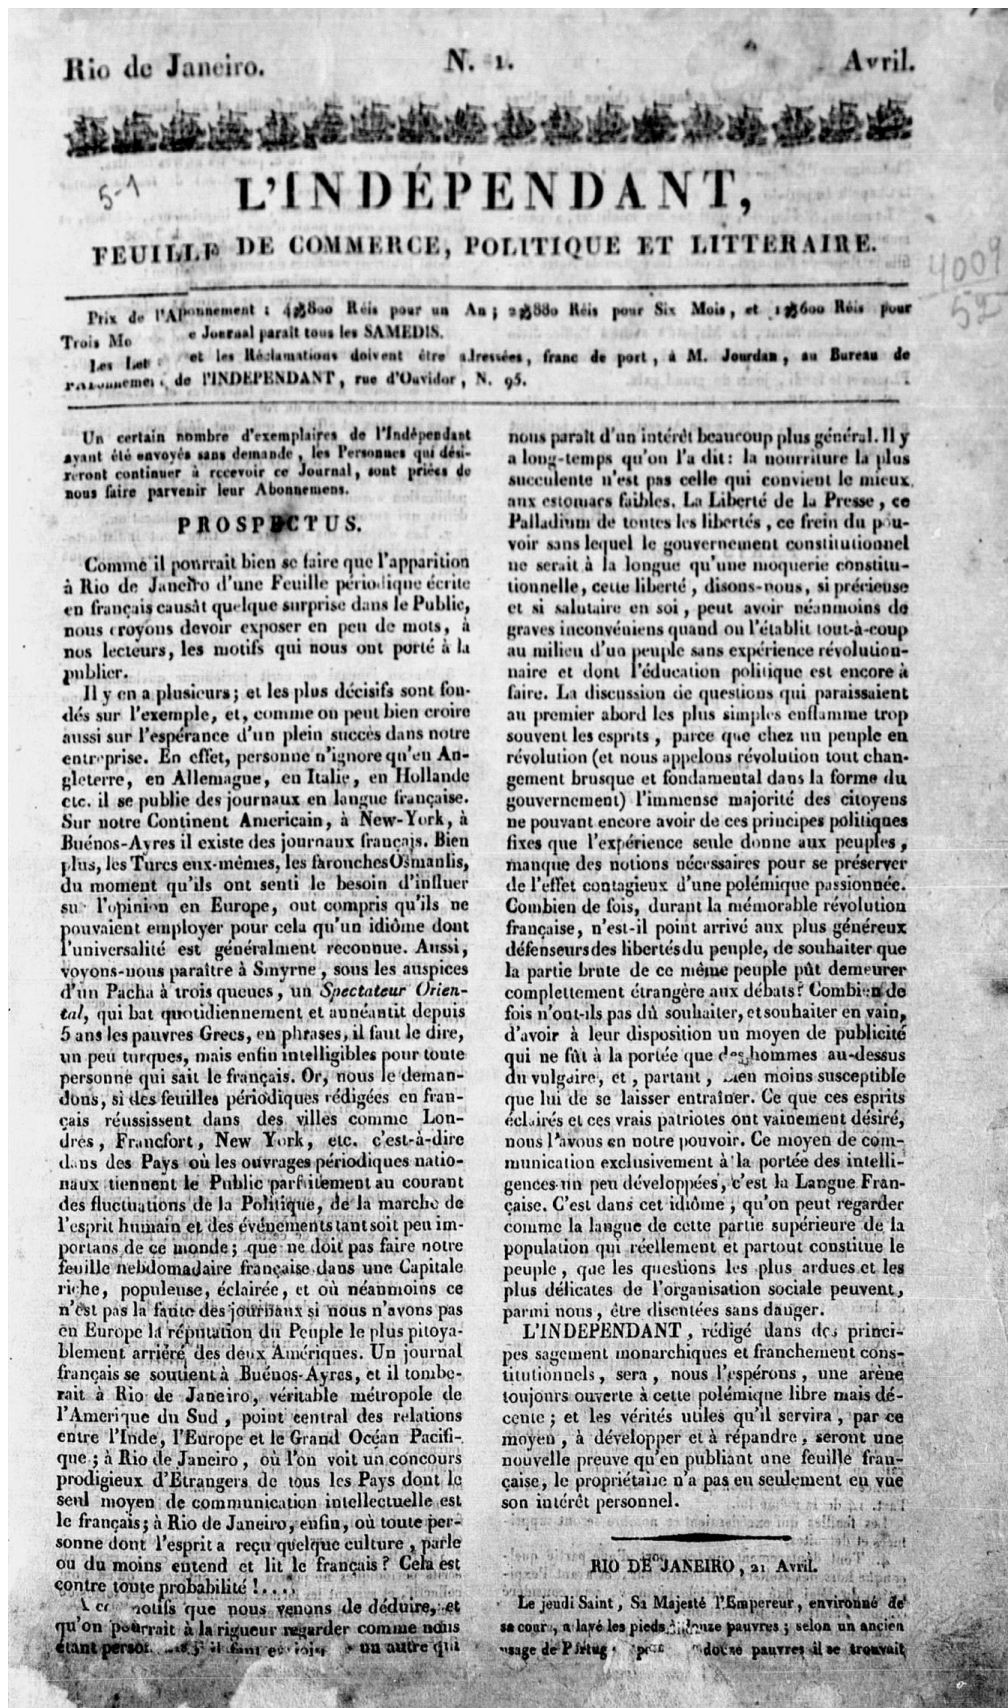 Rio de Janeiro.
N. 1.
Avril.
5-1
L'INDÉPENDANT,
FEUILLE DE COMMERCE, POLITIQUE ET LITTERAIRE.
4009
52
Prix de l'Abonnement : 4$800 Réis pour un An ; 2$880 Réis pour Six Mois, et 1$600 Réis pour
Trois Mo e Journal paraît tous les SAMEDIS.
Les Let et les Réclamations doivent être adressées, franc de port, à M. Jourdan, au Bureau de
de l'INDEPENDANT, rue d'Ouvidor, N. 95.
Un certain nombre d'exemplaires de l'Indépendant
ayant été envoyés sans demande, les Personnes qui dési-
reront continuer à recevoir ce Journal, sont priées de
nous faire parvenir leur Abonnemens.
PROSPECTUS.
Comme il pourrait bien se faire que l'apparition
à Rio de Janeiro d'une Feuille périodique écrite
en français causât quelque surprise dans le Public,
nous croyons devoir exposer en peu de mots, à
nos lecteurs, les motifs qui nous ont porté à la
publier.
Il y en a plusieurs ; et les plus décisifs sont fon-
dés sur l'exemple, et, comme on peut bien croire
aussi sur l'espérance d'un plein succès dans notre
entreprise. En effet, personne n'ignore qu'en An-
gleterre, en Allemagne, en Italie, en Hollande
etc. il se public des journaux en langue française.
Sur notre Continent Americain, à New-York, à
Buénos-Ayres il existe des journaux français. Bien
plus, les Turcs eux-mêmes, les farouches Osmanlis,
du moment qu'ils ont senti le besoin d'influer
su l'opinion en Europe, ont compris qu'ils ne
pouvaient employer pour cela qu'un idiôme dont
l'universalité est généralment reconnue. Aussi,
voyons-nous paraître à Smyrne, sous les auspices
d'un Pacha à trois queues, un Spectateur Orien-
tal, qui bat quotidiennement et annéantit depuis
5 ans les pauvres Grecs, en phrases, il faut le dire,
un peu turques, mais enfin intelligibles pour toute
personne qui sait le français. Or, nous le deman-
dons, si des feuilles périodiques rédigées en fran-
çais réussissent dans des villes comme Lon-
dres, Francfort, New York, etc. c'est-à-dire
dans des Pays où les ouvrages périodiques natio-
naux tiennent le Public parfaitement au courant
des fluctuations de la Politique, de la marche de
l'esprit humain et des événements tant soit peu im-
portans de ce monde ; que ne doit pas faire notre
feuille hebdomadaire française dans une Capitale
riche, populeuse, éclairée, et où néanmoins ce
n'est pas la faute des journaux si nous n'avons pas
en Europe la réputation du Peuple le plus pitoya-
blement arriéré des deux Amériques. Un journal
français se soutient à Buénos-Ayres, et il tombe-
rait à Rio de Janeiro, véritable métropole de
l'Amerique du Sud, point central des relations
entre l'Inde, l'Europe et le Grand Océan Pacifi-
que ; à Rio de Janeiro, où l'on voit un concours
prodigieux d'Etrangers de tous les Pays dont le
seul moyen de communication intellectuelle est
le français ; à Rio de Janeiro, enfin, où toute per-
sonne dont l'esprit a reçu quelque culture, parle
ou du moins entend et lit le français ? Cela est
contre toute probabilité !....
motifs que nous venons de déduire, et
qu'on pourrait à la rigueur regarder comme nous
étant person un autre qui
nous paraît d'un intérêt beaucoup plus général. Il y
a long-temps qu'on l'a dit : la nourriture la plus
succulente n'est pas celle qui convient le mieux
aux estomacs faibles. La Liberté de la Presse, ce
Palladium de toutes les libertés, ce frein du pou-
voir sans lequel le gouvernement constitutionnel
ne serait à la longue qu'une moquerie constitu-
tionnelle, cette liberté, disons-nous, si précieuse
et si salutaire en soi, peut avoir néanmoins de
graves inconvéniens quand on l'établit tout-à-coup
au milieu d'un peuple sans expérience révolution-
naire et dont l'éducation politique est encore à
faire. La discussion de questions qui paraissaient
au premier abord les plus simples enflamme trop
souvent les esprits, parce que chez un peuple en
révolution (et nous appelons révolution tout chan-
gement brusque et fondamental dans la forme du
gouvernement) l'immense majorité des citoyens
ne pouvant encore avoir de ces principes politiques
fixes que l'expérience seule donne aux peuples,
manque des notions nécessaires pour se préserver
de l'effet contagieux d'une polémique passionnée.
Combien de fois, durant la mémorable révolution
française, n'est-il point arrivé aux plus généreux
défenseurs des libertés du peuple, de souhaiter que
la partie brute de ce même peuple pût demeurer
complettement étrangère aux débats ? Combien de
fois n'ont-ils pas dû souhaiter, et souhaiter en vain,
d'avoir à leur disposition un moyen de publicité
qui ne fût à la portée que des hommes au-dessus
du vulgaire, et, partant, bien moins susceptible
que lui de se laisser entraîner. Ce que ces esprits
éclairés et ces vrais patriotes ont vainement désiré,
nous l'avons en notre pouvoir. Ce moyen de com-
munication exclusivement à la portée des intelli-
gences un peu développées, c'est la Langue Fran-
çaise. C'est dans cet idiôme, qu'on peut regarder
comme la langue de cette partie supérieure de la
population qui réellement et partout constitue le
peuple, que les questions les plus ardues et les
plus délicates de l'organisation sociale peuvent,
parmi nous, être discutées sans danger.
L'INDEPENDANT, rédigé dans des princi-
pes sagement monarchiques et franchement cons-
titutionnels, sera, nous l'espérons, une arène
toujours ouverte à cette polémique libre mais dé-
cente ; et les vérités utiles qu'il servira, par ce
moyen, à développer et à répandre, seront une
nouvelle preuve qu'en publiant une feuille fran-
çaise, le propriétaire n'a pas eu seulement en vue
son intérêt personnel.
RIO DE JANEIRO, 21 Avril.
Le jeudi Saint, Sa Majesté l'Empereur, environné de
sa cour, a lavé les pieds douze pauvres ; selon un ancien
usage de Portug douze pauvres il se trouvait